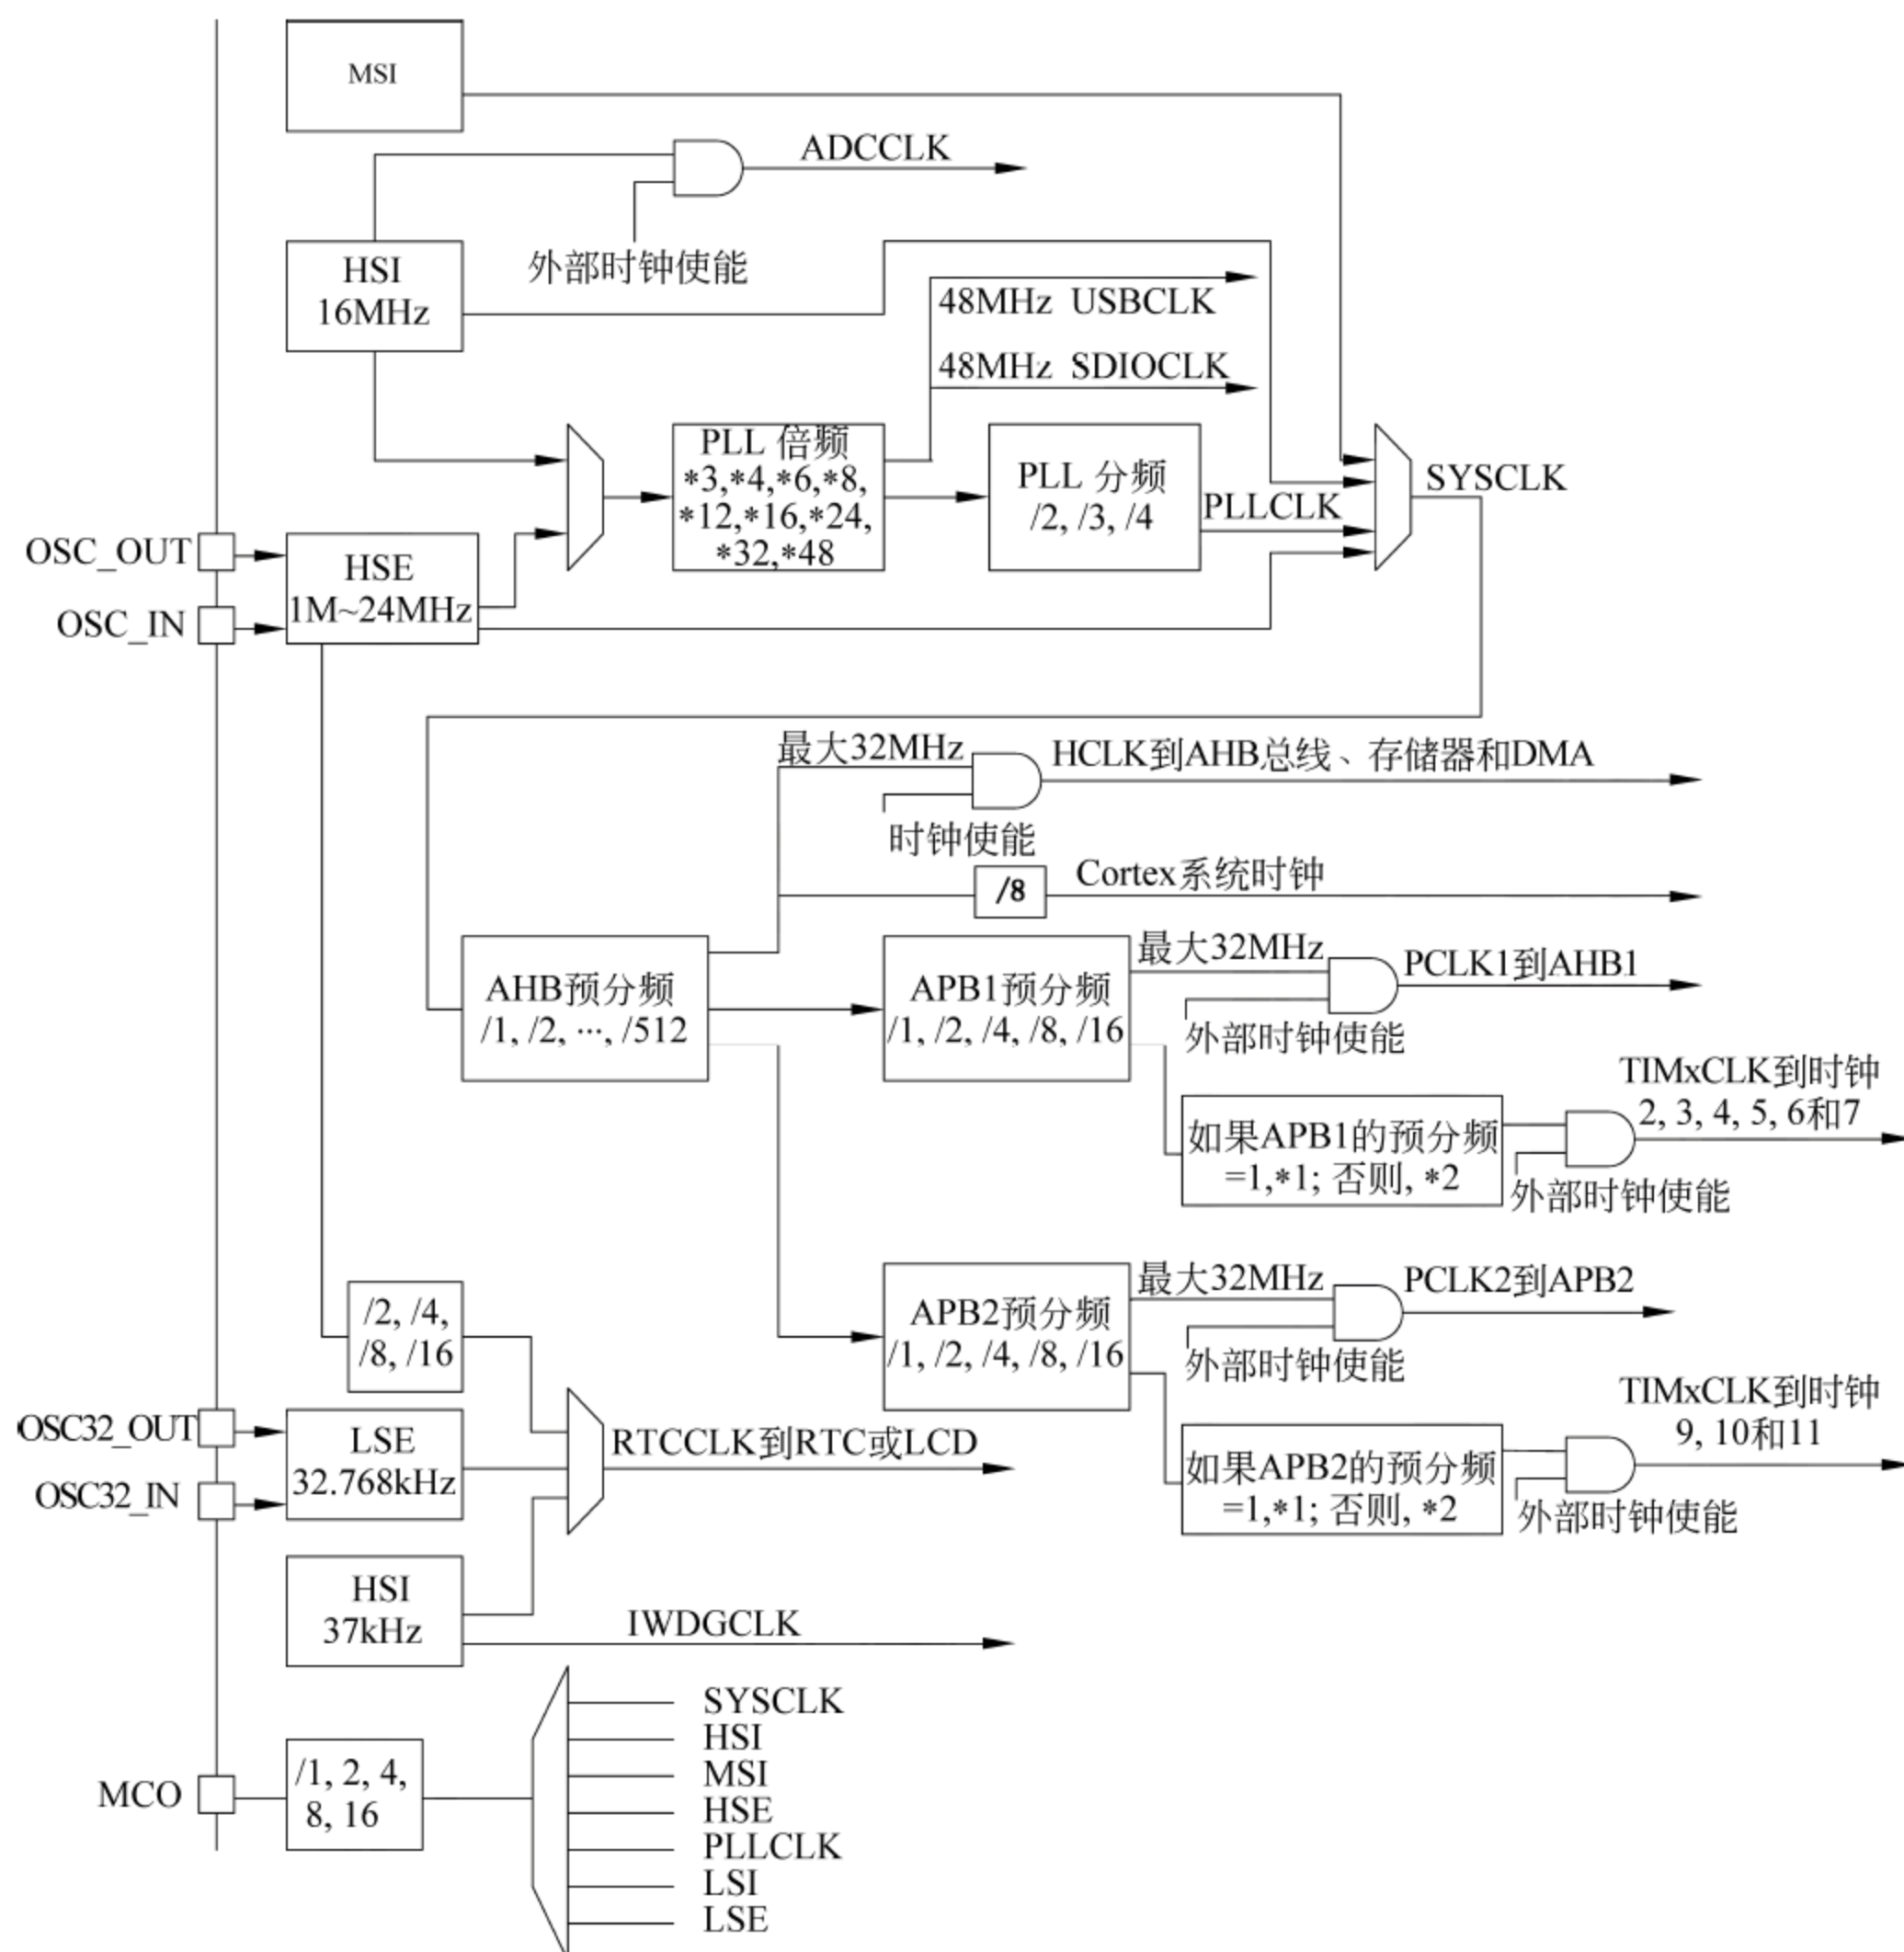 MSI
ADCCLK
外部时钟使能
HSI
16MHz
48MHz USBCLK
48MHz SDIOCLK
PLL 倍频
*3,*4,*6,*8,
*12,*16,*24,
*32,*48
PLL 分频
/2, /3, /4
PLLCLK
SYSCLK
OSC_OUT
OSC_IN
HSE
1M~24MHz
最大32MHz
HCLK到AHB总线、存储器和DMA
时钟使能
/8
Cortex系统时钟
AHB预分频
/1, /2, ···, /512
APB1预分频
/1, /2, /4, /8, /16
最大32MHz
PCLK1到AHB1
外部时钟使能
TIMxCLK到时钟
2, 3, 4, 5, 6和7
如果APB1的预分频
=1,*1; 否则, *2
外部时钟使能
APB2预分频
/1, /2, /4, /8, /16
最大32MHz
PCLK2到APB2
外部时钟使能
TIMxCLK到时钟
9, 10和11
如果APB2的预分频
=1,*1; 否则, *2
外部时钟使能
/2, /4,
/8, /16
OSC32_OUT
OSC32_IN
LSE
32.768kHz
RTCCLK到RTC或LCD
HSI
37kHz
IWDGCLK
MCO
/1, 2, 4,
8, 16
SYSCLK
HSI
MSI
HSE
PLLCLK
LSI
LSE